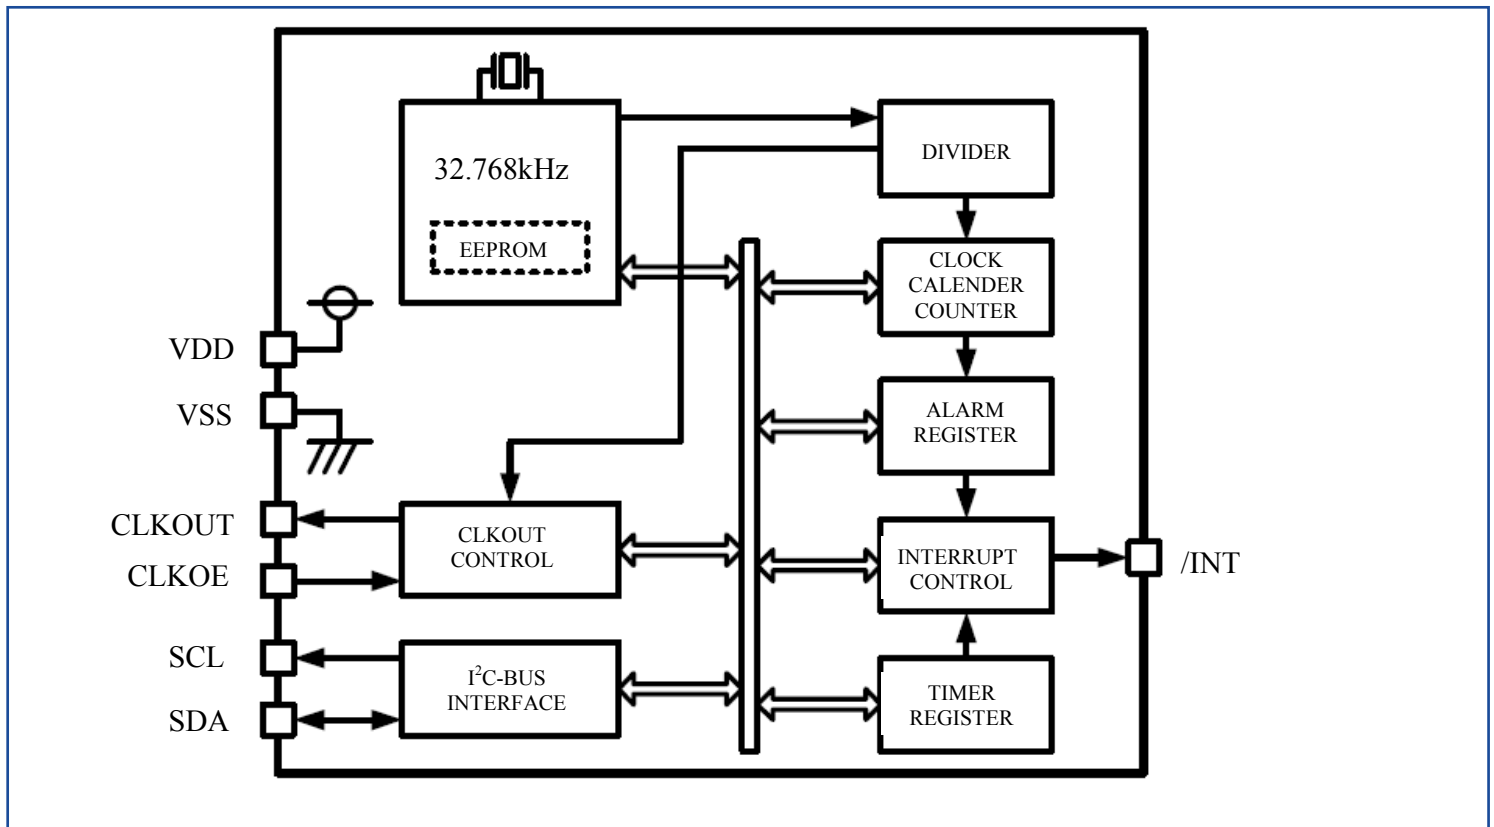 32.768kHz
EEPROM
DIVIDER
CLOCK
CALENDER
COUNTER
VDD
VSS
ALARM
REGISTER
CLKOUT
CLKOE
CLKOUT
CONTROL
INTERRUPT
CONTROL
/INT
SCL
SDA
I²C-BUS
INTERFACE
TIMER
REGISTER